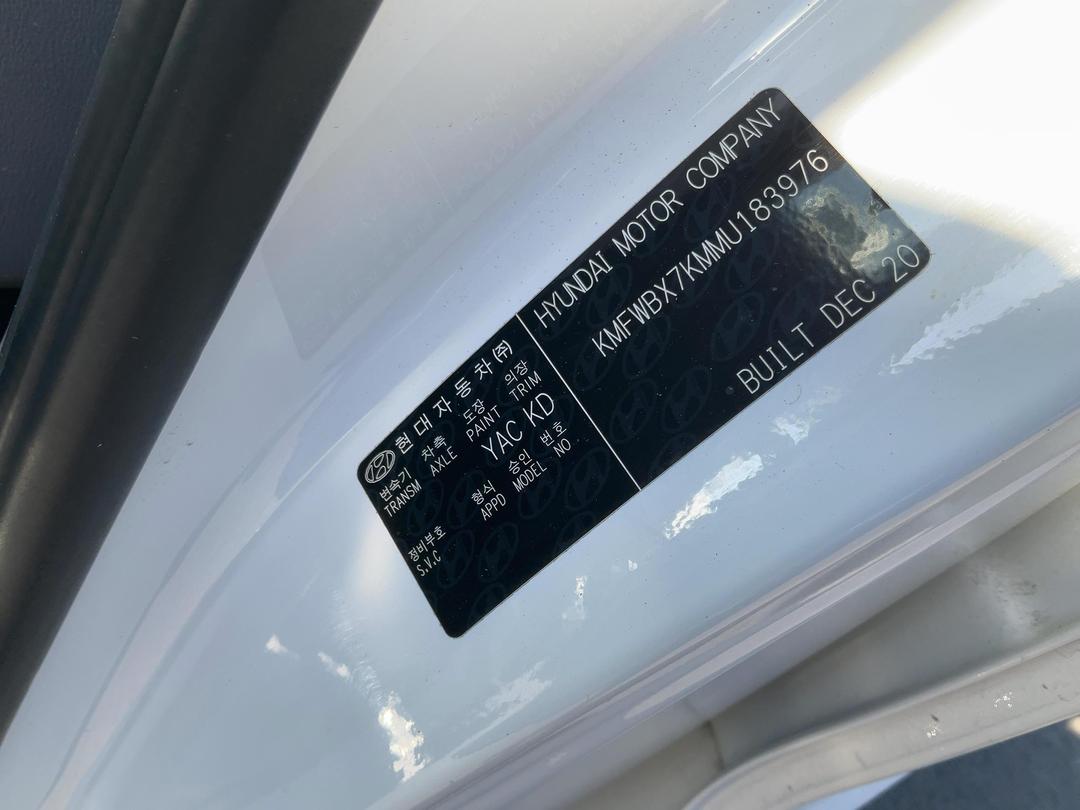 현대자동차(주)
변속기 차축 도장 의장
TRANSM AXLE PAINT TRIM
YAC KD
형식 승인 번호
APPD MODEL NO
정비부호
S.V.C
HYUNDAI MOTOR COMPANY
KMFWBX7KMMU183976
BUILT DEC 20